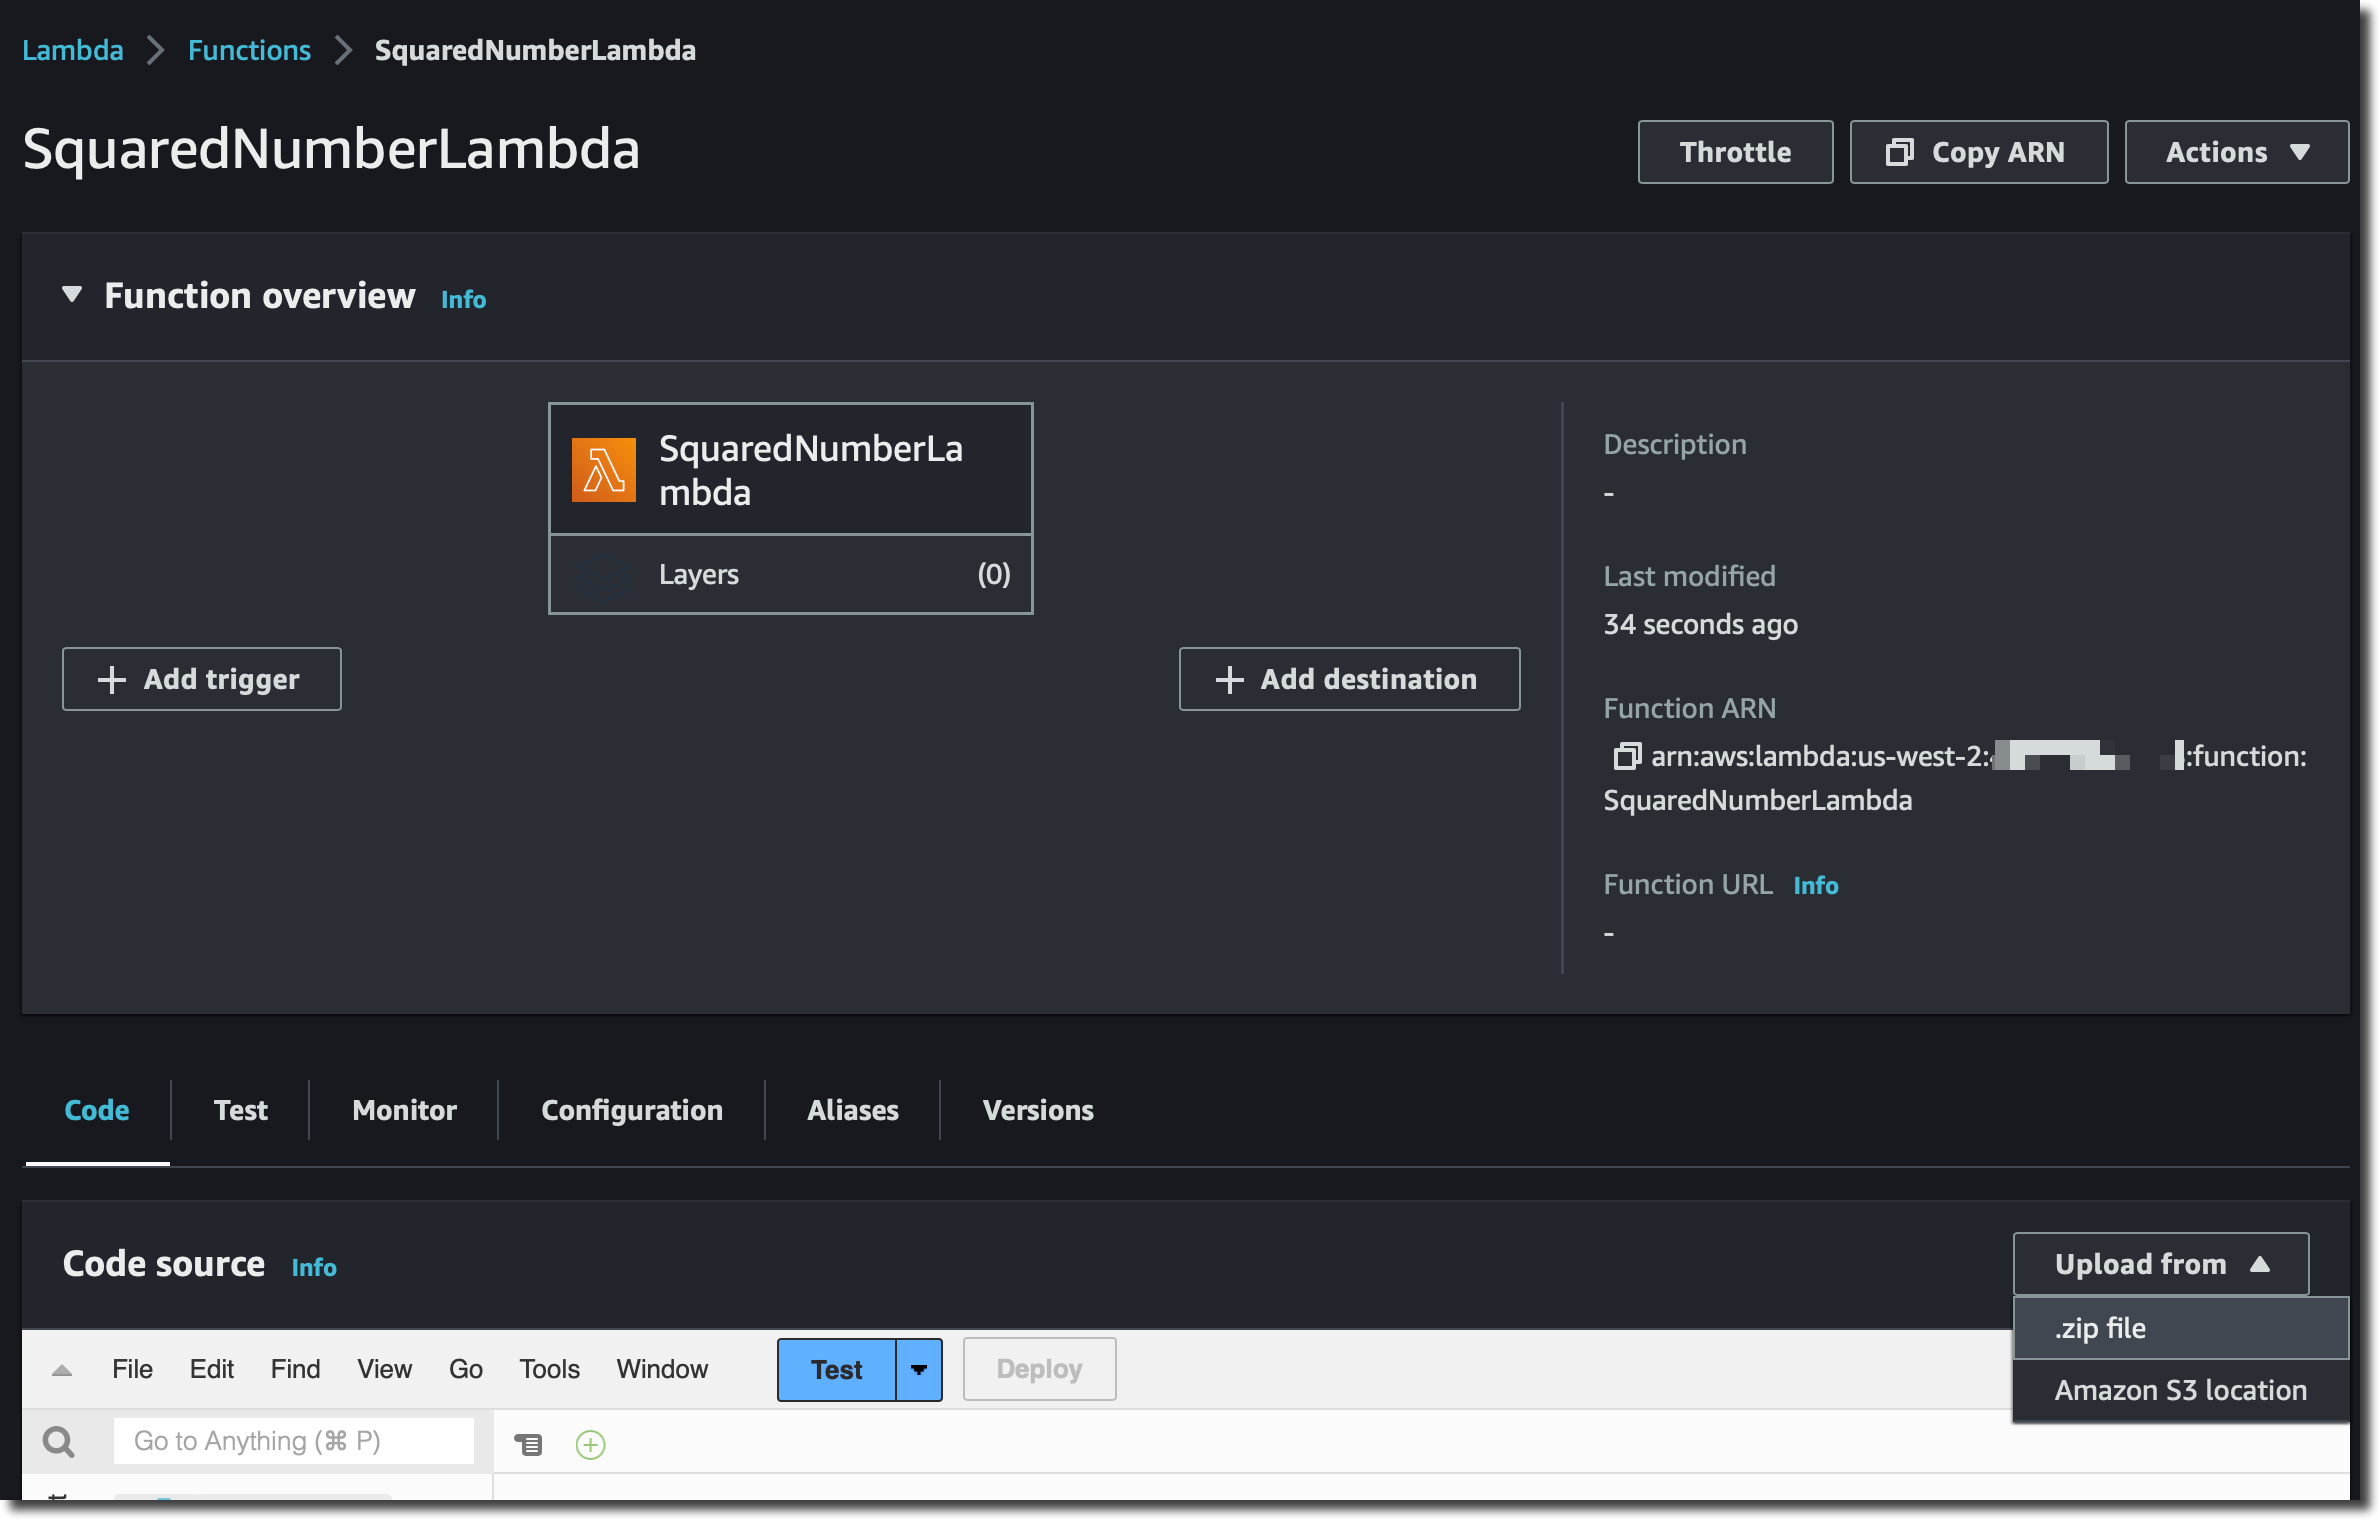 Lambda > Functions > SquaredNumberLambda
SquaredNumberLambda
Throttle
Copy ARN
Actions
Function overview Info
SquaredNumberLa
mbda
Layers (0)
+ Add trigger
+ Add destination
Description
-
Last modified
34 seconds ago
Function ARN
arn:aws:lambda:us-west-2: :function:
SquaredNumberLambda
Function URL Info
-
Code Test Monitor Configuration Aliases Versions
Code source Info
Upload from
.zip file
Amazon S3 location
File Edit Find View Go Tools Window Test Deploy
Go to Anything (⌘ P)